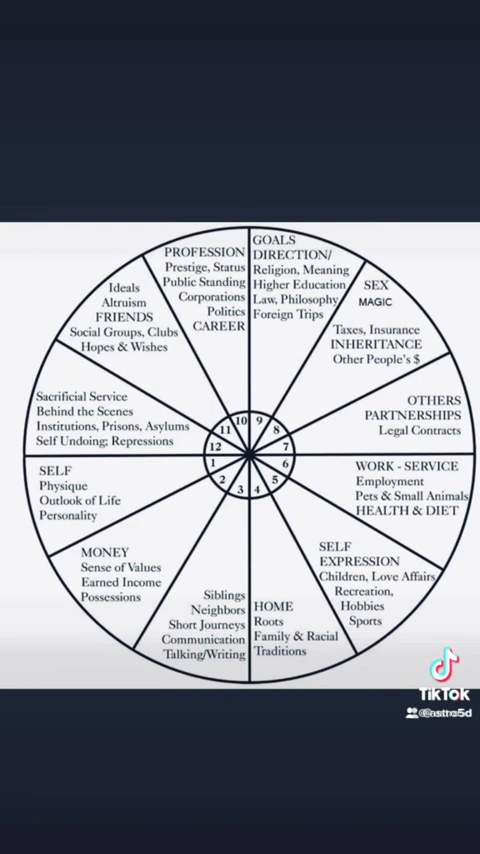 PROFESSION
Prestige, Status
Public Standing
Corporations
Politics
CAREER
GOALS
DIRECTION/
Religion, Meaning
Higher Education
Law, Philosophy
Foreign Trips
Ideals
Altruism
FRIENDS
Social Groups, Clubs
Hopes & Wishes
SEX
MAGIC
Taxes, Insurance
INHERITANCE
Other People's $
Sacrificial Service
Behind the Scenes
Institutions, Prisons, Asylums
Self Undoing; Repressions
OTHERS
PARTNERSHIPS
Legal Contracts
10
9
11
8
12
7
1
6
2
5
3
4
SELF
Physique
Outlook of Life
Personality
WORK - SERVICE
Employment
Pets & Small Animals
HEALTH & DIET
MONEY
Sense of Values
Earned Income
Possessions
SELF
EXPRESSION
Children, Love Affairs
Recreation,
Hobbies
Sports
Siblings
Neighbors
Short Journeys
Communication
Talking/Writing
HOME
Roots
Family & Racial
Traditions
TikTok
@astro5d